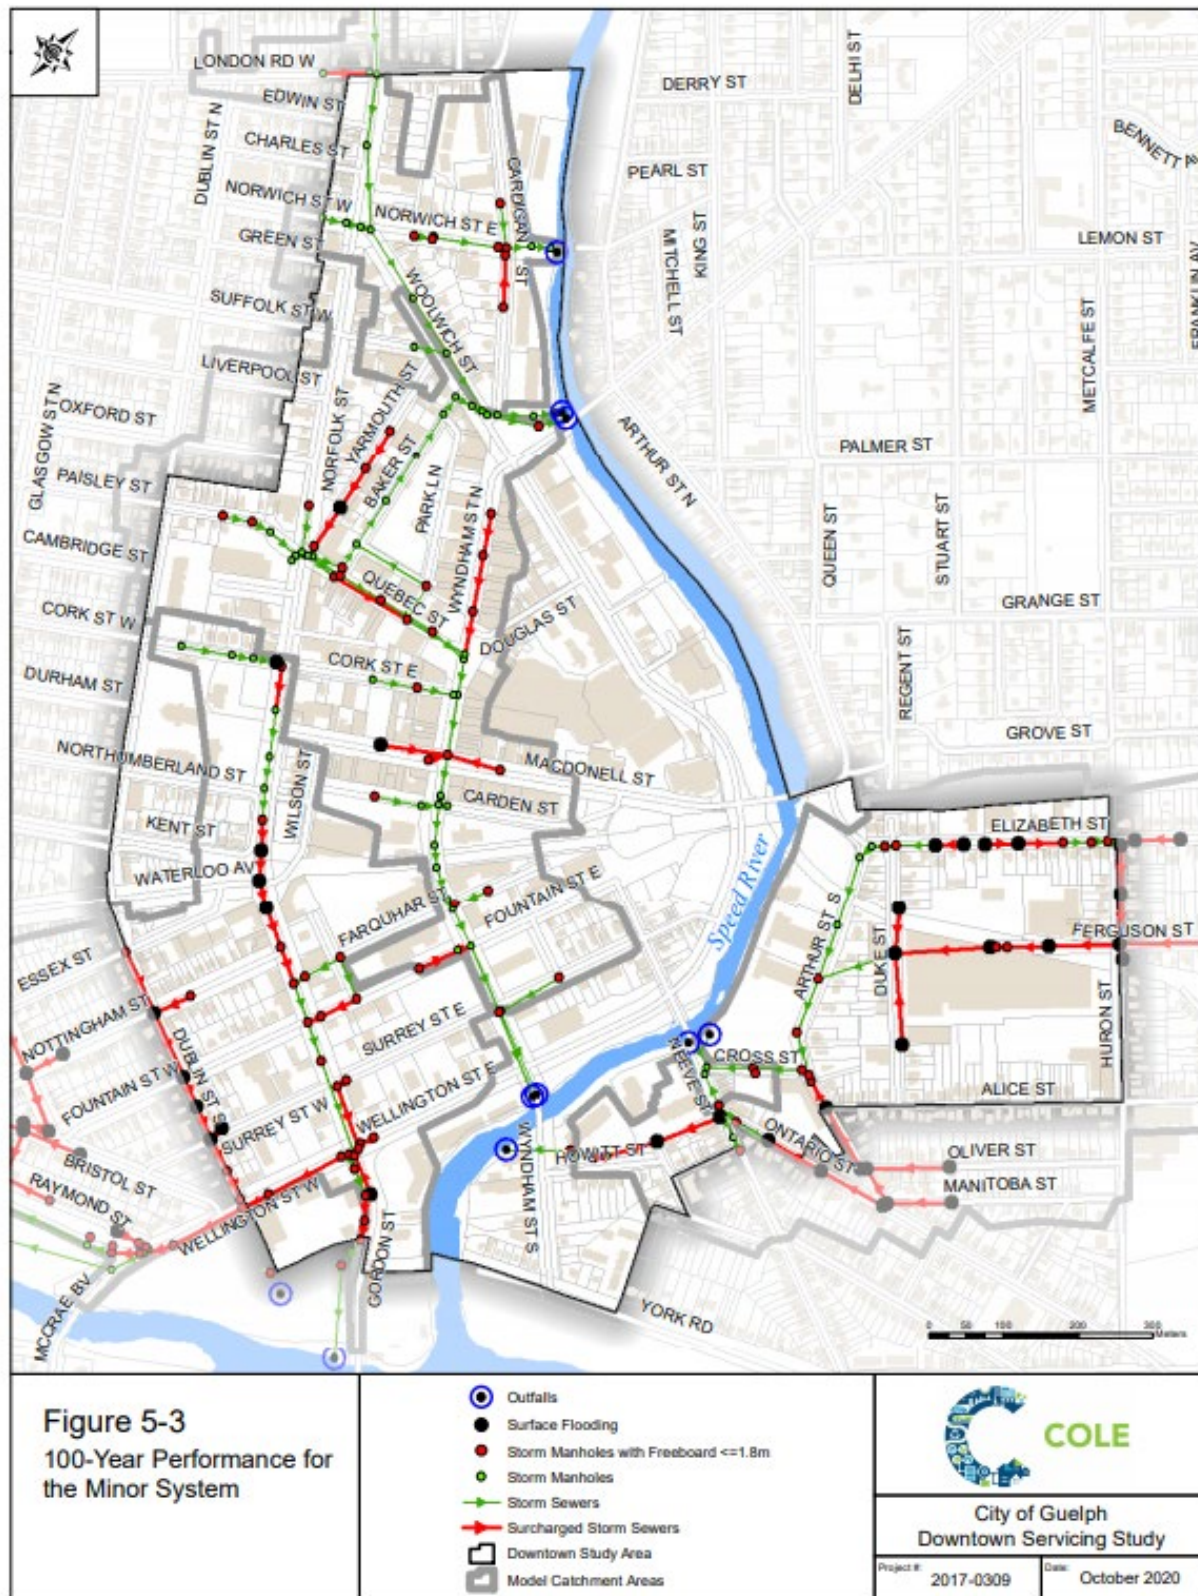 LONDON RD W
EDWIN ST
CHARLES ST
DUBLIN ST N
NORWICH ST W
NORWICH ST E
CARDIGAN ST
GREEN ST
SUFFOLK ST W
WOOLWICH ST
LIVERPOOL ST
GLASGOW ST N
OXFORD ST
NORFOLK ST
YARMOUTH ST
BAKER ST
PARK LN
WYNDHAM ST N
PAISLEY ST
CAMBRIDGE ST
QUEBEC ST
DOUGLAS ST
CORK ST W
CORK ST E
DURHAM ST
NORTHUMBERLAND ST
WILSON ST
MACDONELL ST
CARDEN ST
KENT ST
WATERLOO AV
FARQUHAR ST
FOUNTAIN ST E
ESSEX ST
NOTTINGHAM ST
DUBLIN ST S
SURREY ST E
FOUNTAIN ST W
SURREY ST W
WELLINGTON ST E
BRISTOL ST
RAYMOND ST
WELLINGTON ST W
GORDON ST
MCCRAE BV
WYNDHAM ST S
HOWITT ST
NEEVE ST
CROSS ST
ONTARIO ST
YORK RD
Speed River
DERRY ST
DELHI ST
BENNETT AV
PEARL ST
KING ST
MITCHELL ST
LEMON ST
FRANKLIN AV
METCALFE ST
ARTHUR ST N
PALMER ST
QUEEN ST
STUART ST
GRANGE ST
REGENT ST
GROVE ST
ELIZABETH ST
ARTHUR ST S
DUKE ST
FERGUSON ST
HURON ST
ALICE ST
OLIVER ST
MANITOBA ST
0 50 100 200 300
Meters
Figure 5-3
100-Year Performance for
the Minor System
Outfalls
Surface Flooding
Storm Manholes with Freeboard <=1.8m
Storm Manholes
Storm Sewers
Surcharged Storm Sewers
Downtown Study Area
Model Catchment Areas
COLE
City of Guelph
Downtown Servicing Study
Project #: 2017-0309
Date: October 2020